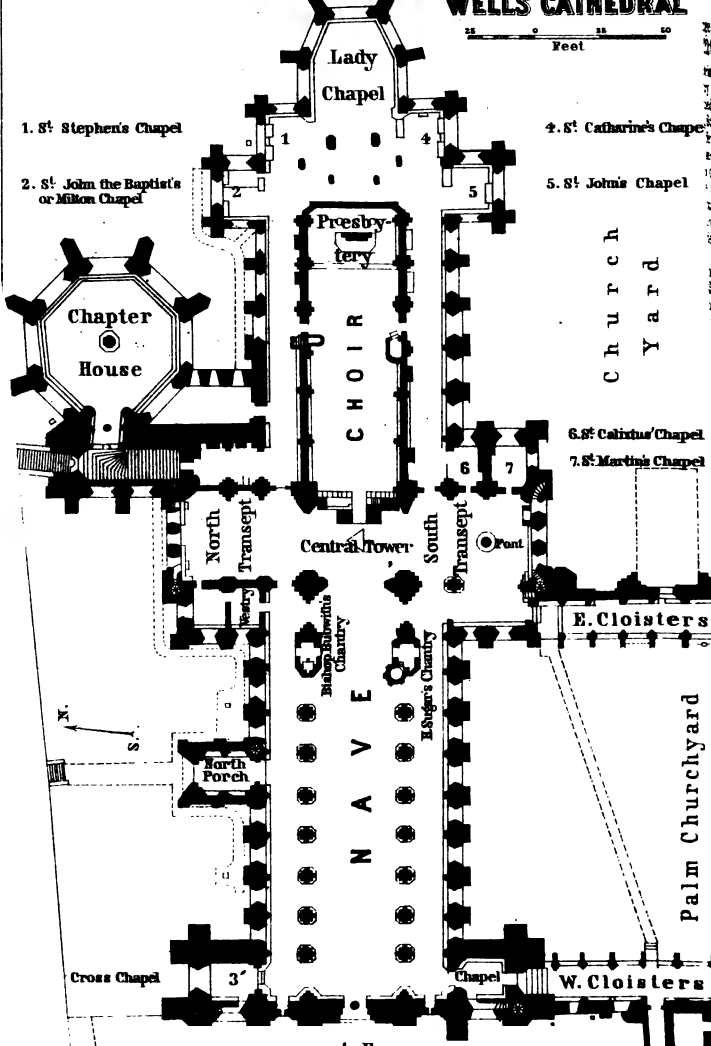 WELLS CATHEDRAL
25 0 25 50
Feet
Lady
Chapel
1. St. Stephen's Chapel
1
4
4. St. Catharine's Chape
2. St. John the Baptist's
or Milton Chapel
2
5
5. St. John's Chapel
Presby-
tery
Church
Yard
Chapter
House
CHOIR
6. St. Calixtus' Chapel
6
7
7. St. Martin's Chapel
North
Transept
Central Tower
South
Transept
Font
Vestry
E. Cloisters
Bishop Bubwith's
Chantry
H. Sugar's Chantry
N.
S.
NAVE
North
Porch
Palm Churchyard
Cross Chapel
3
Chapel
W. Cloisters